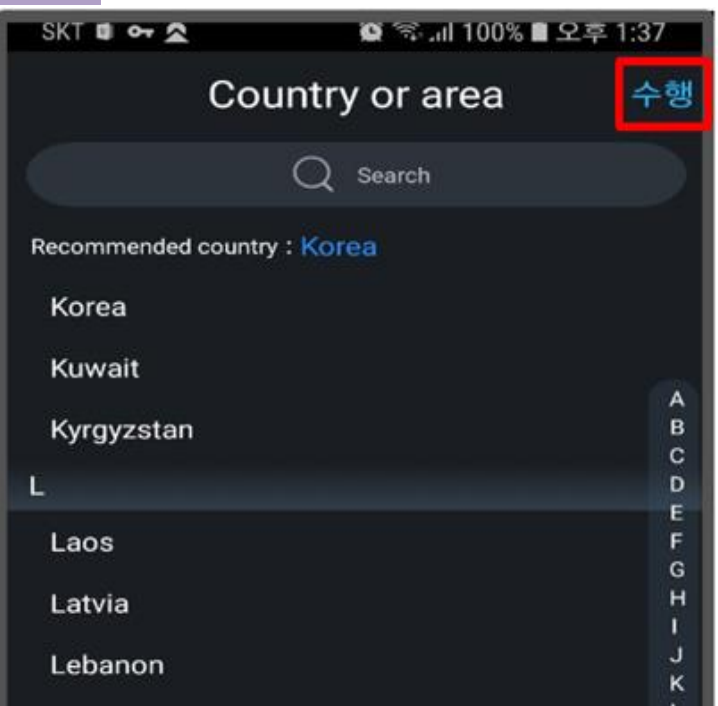 SKT 100% 오후 1:37
Country or area 수행
Search
Recommended country : Korea
Korea
Kuwait
Kyrgyzstan
L
Laos
Latvia
Lebanon
A
B
C
D
E
F
G
H
I
J
K